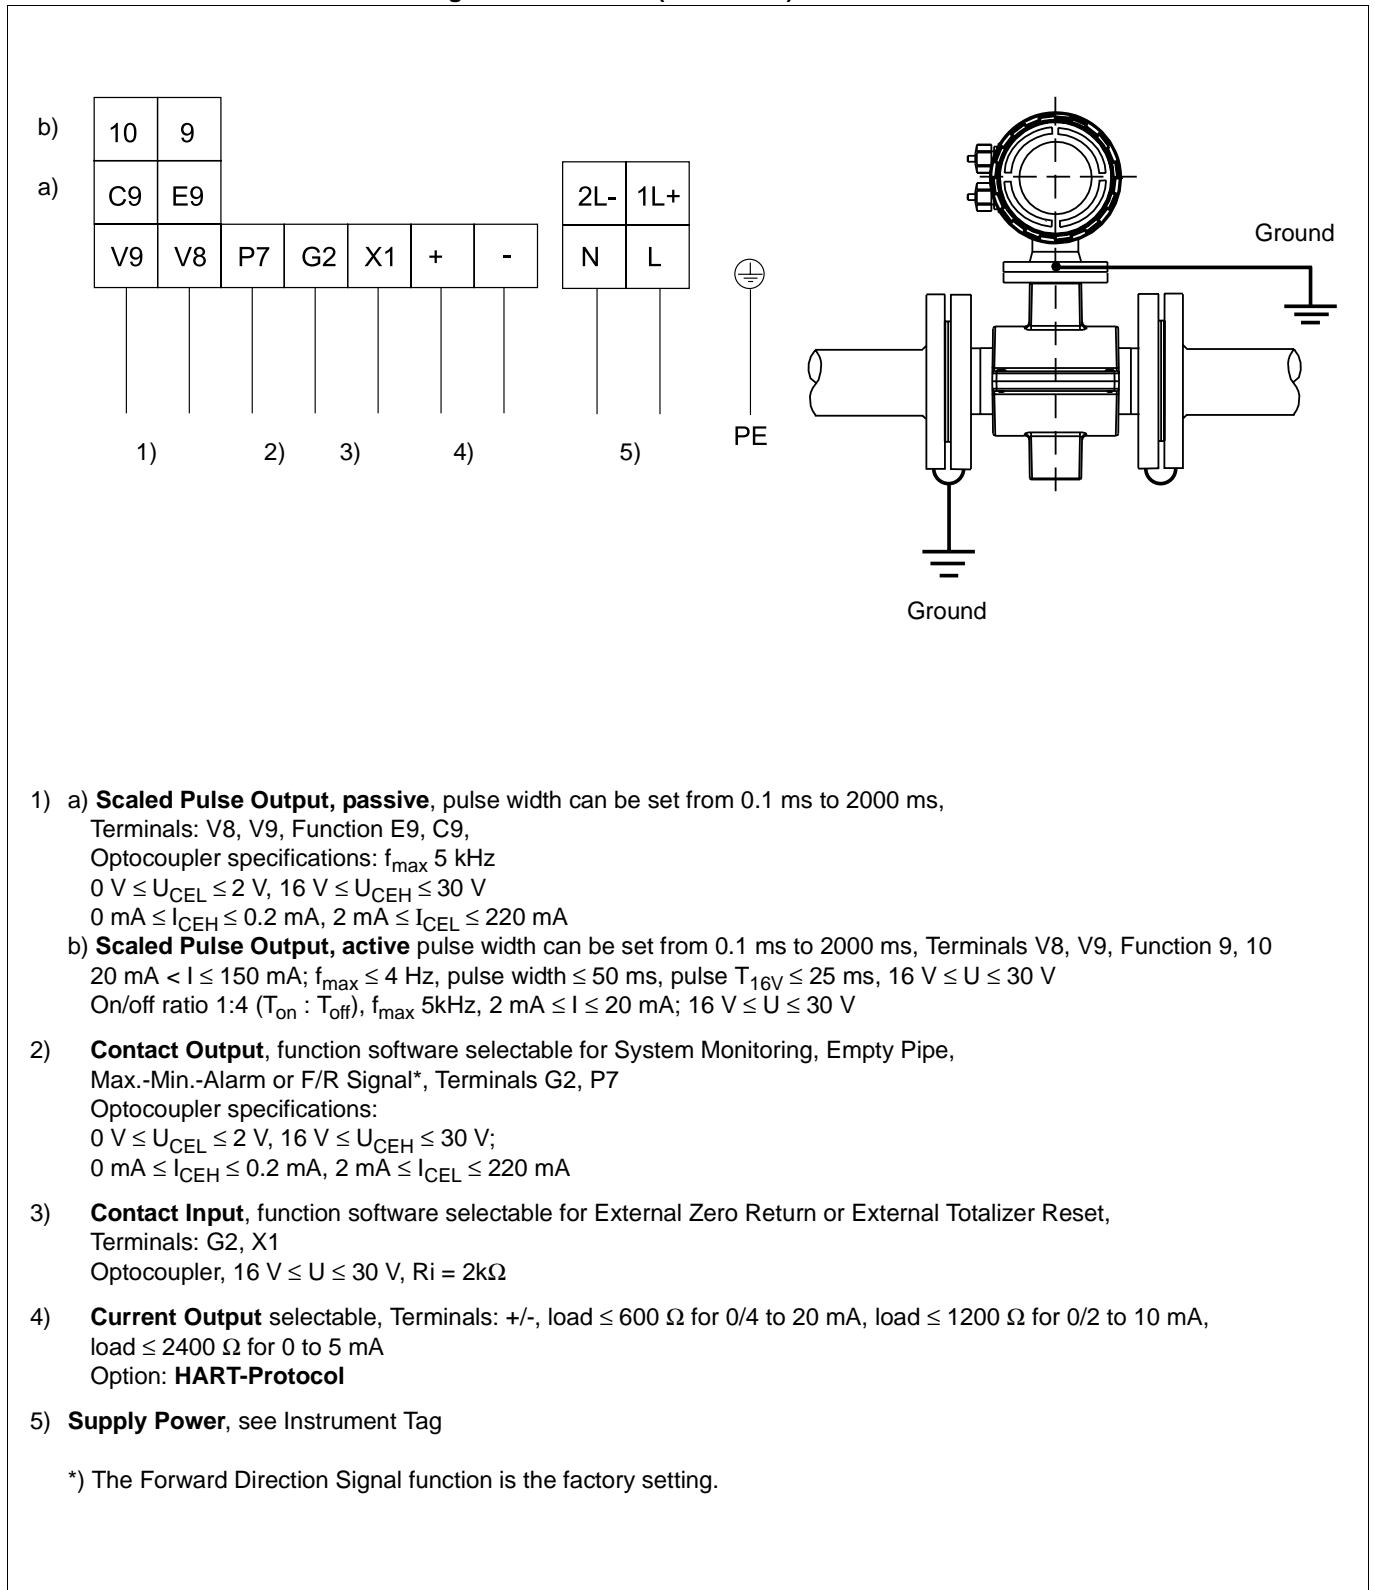 b)
10 9
a)
C9 E9
2L- 1L+
V9 V8 P7 G2 X1 + -
N L
Ground
PE
1) 2) 3) 4) 5)
Ground
1) a) Scaled Pulse Output, passive, pulse width can be set from 0.1 ms to 2000 ms,
Terminals: V8, V9, Function E9, C9,
Optocoupler specifications: fmax 5 kHz
0 V ≤ UCEL ≤ 2 V, 16 V ≤ UCEH ≤ 30 V
0 mA ≤ ICEH ≤ 0.2 mA, 2 mA ≤ ICEL ≤ 220 mA
b) Scaled Pulse Output, active pulse width can be set from 0.1 ms to 2000 ms, Terminals V8, V9, Function 9, 10
20 mA < I ≤ 150 mA; fmax ≤ 4 Hz, pulse width ≤ 50 ms, pulse T16V ≤ 25 ms, 16 V ≤ U ≤ 30 V
On/off ratio 1:4 (Ton : Toff), fmax 5kHz, 2 mA ≤ I ≤ 20 mA; 16 V ≤ U ≤ 30 V
2) Contact Output, function software selectable for System Monitoring, Empty Pipe,
Max.-Min.-Alarm or F/R Signal*, Terminals G2, P7
Optocoupler specifications:
0 V ≤ UCEL ≤ 2 V, 16 V ≤ UCEH ≤ 30 V;
0 mA ≤ ICEH ≤ 0.2 mA, 2 mA ≤ ICEL ≤ 220 mA
3) Contact Input, function software selectable for External Zero Return or External Totalizer Reset,
Terminals: G2, X1
Optocoupler, 16 V ≤ U ≤ 30 V, Ri = 2kΩ
4) Current Output selectable, Terminals: +/-, load ≤ 600 Ω for 0/4 to 20 mA, load ≤ 1200 Ω for 0/2 to 10 mA,
load ≤ 2400 Ω for 0 to 5 mA
Option: HART-Protocol
5) Supply Power, see Instrument Tag
*) The Forward Direction Signal function is the factory setting.